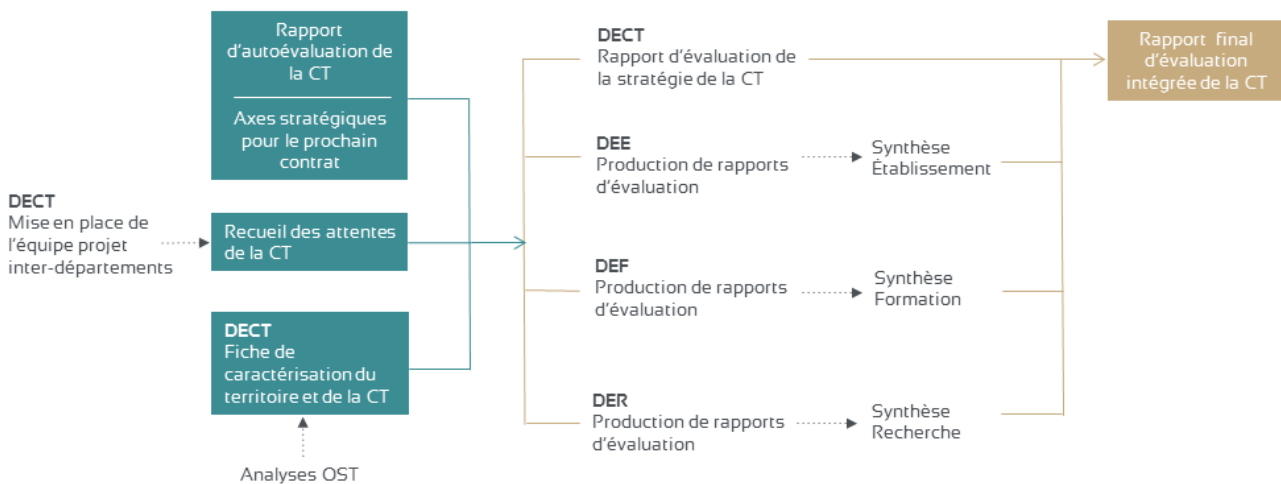 DECT
Mise en place de
l'équipe projet
inter-départements
Rapport
d'autoévaluation de
la CT
Axes stratégiques
pour le prochain
contrat
Recueil des attentes
de la CT
DECT
Fiche de
caractérisation du
territoire et de la CT
Analyses OST
DECT
Rapport d'évaluation de
la stratégie de la CT
DEE
Production de rapports
d'évaluation
Synthèse
Établissement
DEF
Production de rapports
d'évaluation
Synthèse
Formation
DER
Production de rapports
d'évaluation
Synthèse
Recherche
Rapport final
d'évaluation
intégrée de la CT